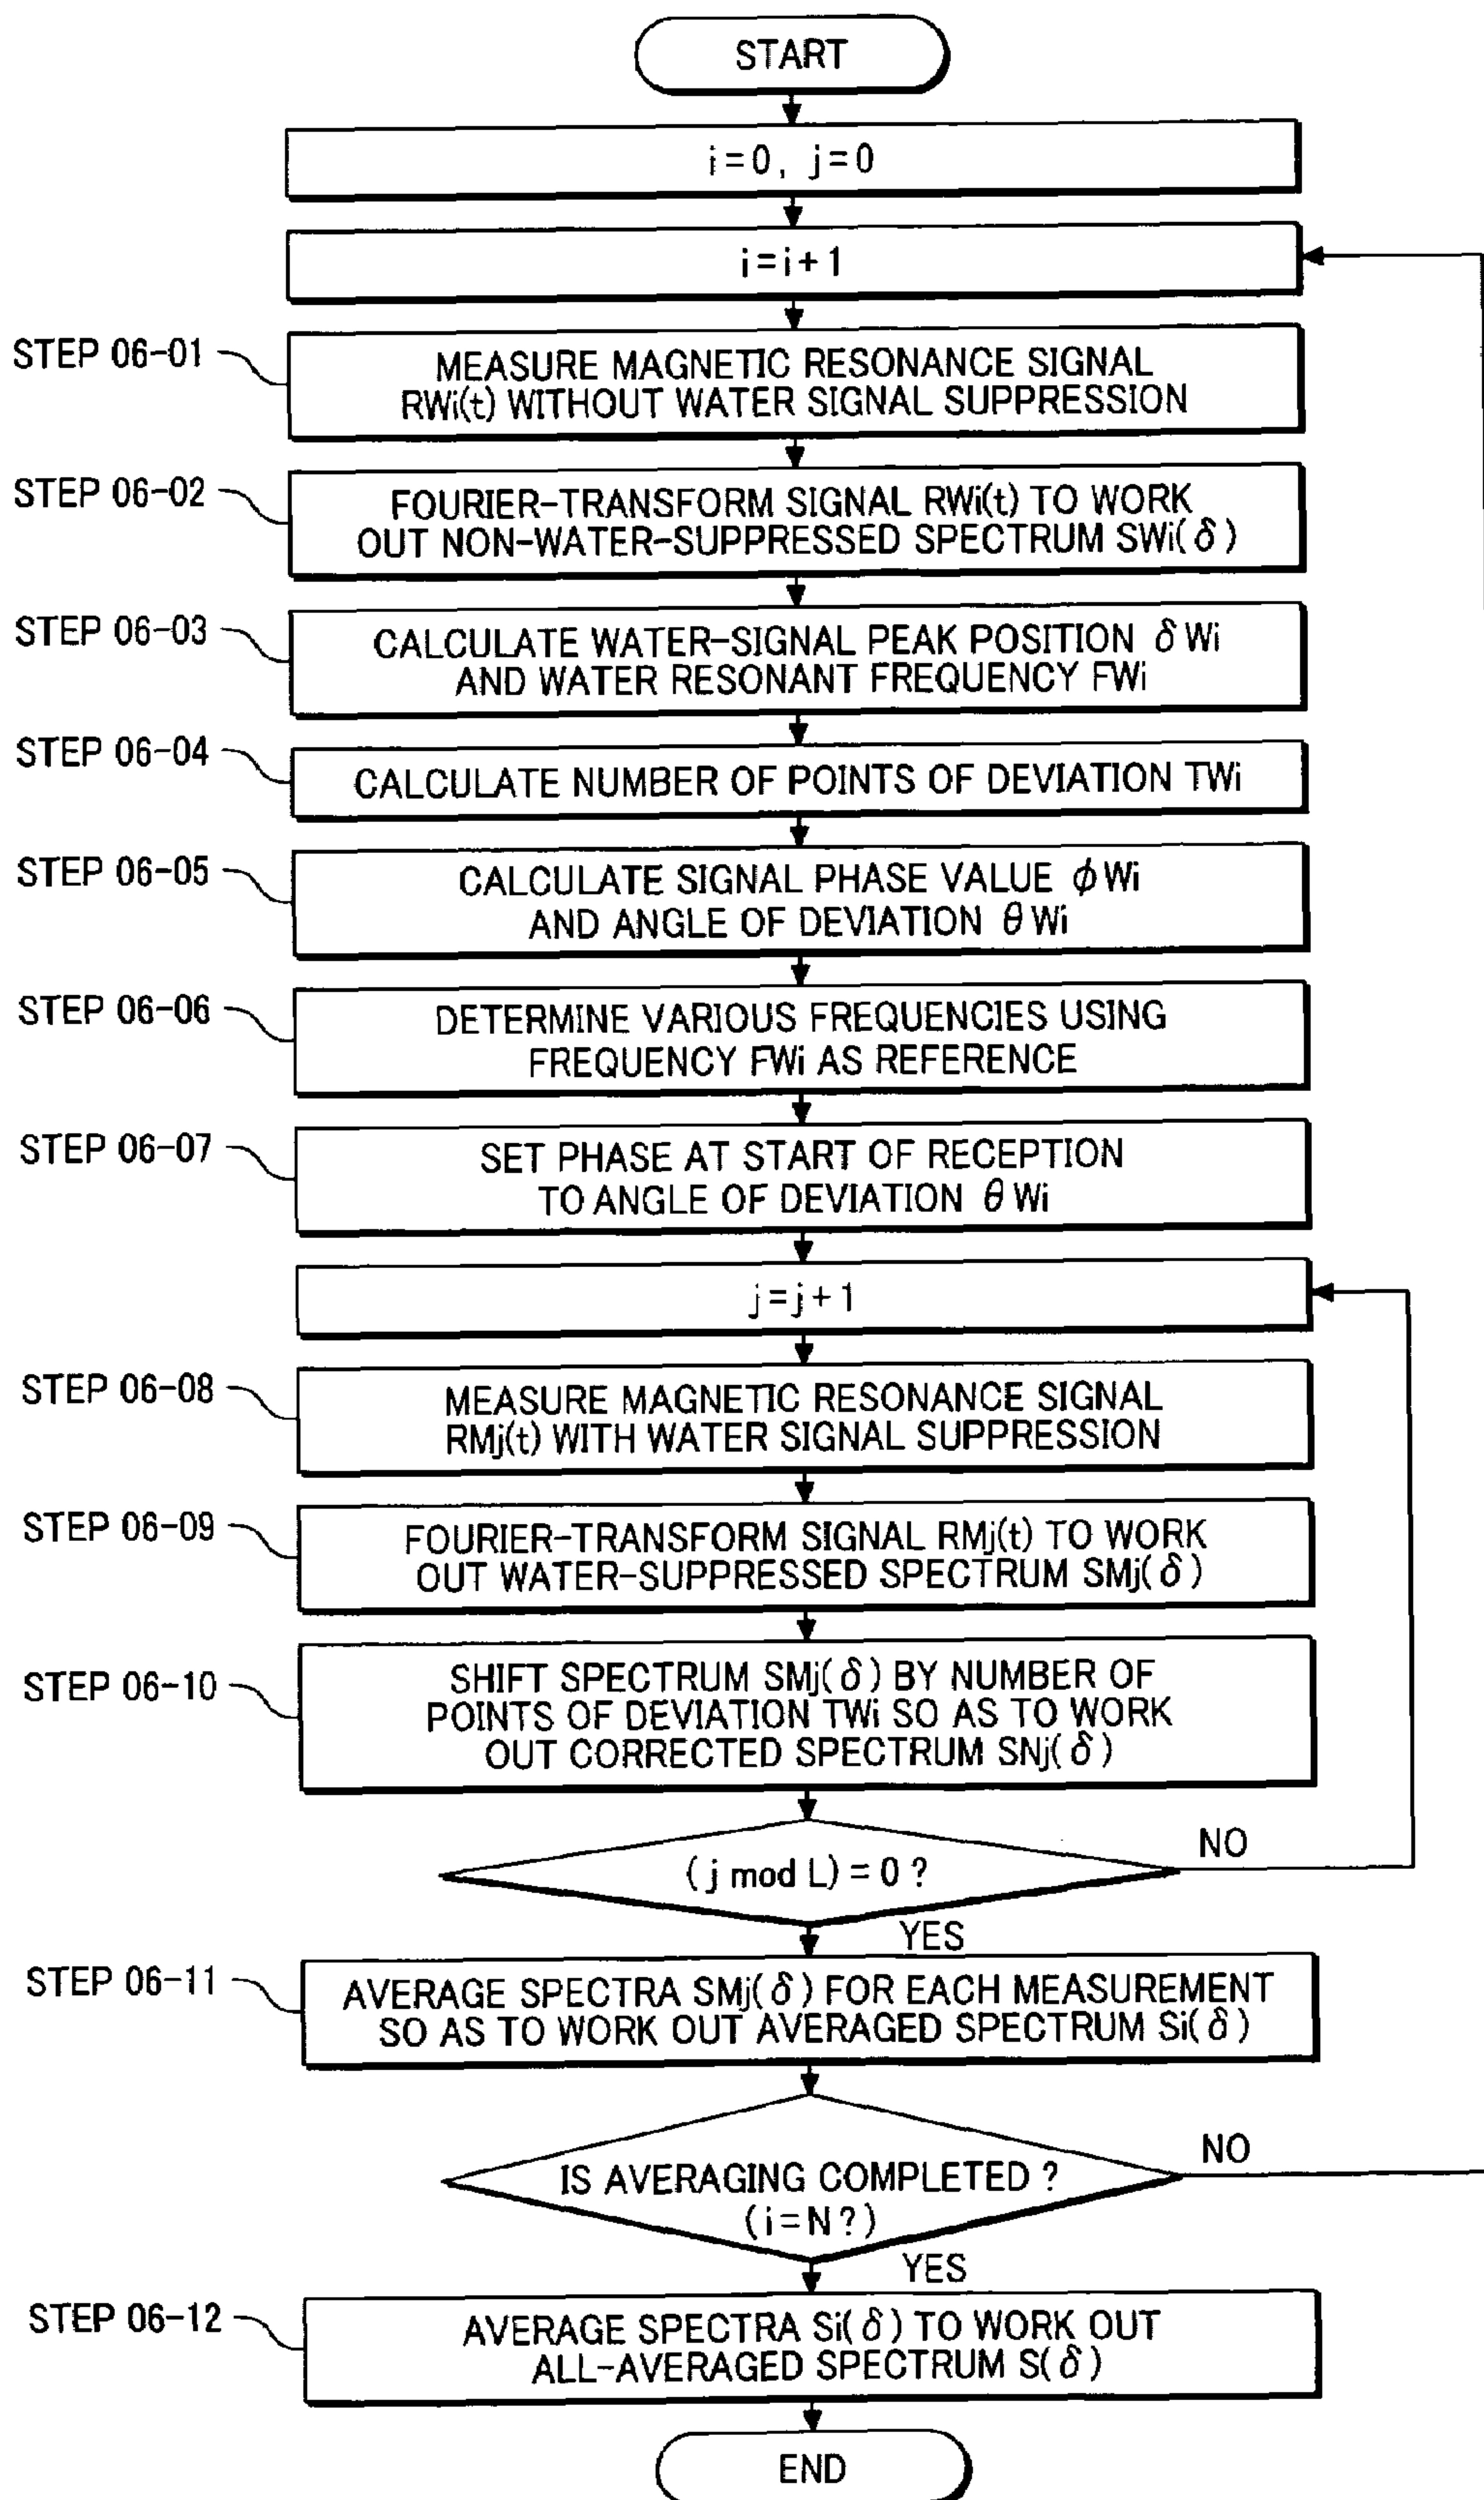 START
i=0, j=0
i=i+1
STEP 06-01
MEASURE MAGNETIC RESONANCE SIGNAL
RWi(t) WITHOUT WATER SIGNAL SUPPRESSION
STEP 06-02
FOURIER-TRANSFORM SIGNAL RWi(t) TO WORK
OUT NON-WATER-SUPPRESSED SPECTRUM SWi(δ)
STEP 06-03
CALCULATE WATER-SIGNAL PEAK POSITION δWi
AND WATER RESONANT FREQUENCY FWi
STEP 06-04
CALCULATE NUMBER OF POINTS OF DEVIATION TWi
STEP 06-05
CALCULATE SIGNAL PHASE VALUE φWi
AND ANGLE OF DEVIATION θWi
STEP 06-06
DETERMINE VARIOUS FREQUENCIES USING
FREQUENCY FWi AS REFERENCE
STEP 06-07
SET PHASE AT START OF RECEPTION
TO ANGLE OF DEVIATION θWi
j=j+1
STEP 06-08
MEASURE MAGNETIC RESONANCE SIGNAL
RMj(t) WITH WATER SIGNAL SUPPRESSION
STEP 06-09
FOURIER-TRANSFORM SIGNAL RMj(t) TO WORK
OUT WATER-SUPPRESSED SPECTRUM SMj(δ)
STEP 06-10
SHIFT SPECTRUM SMj(δ) BY NUMBER OF
POINTS OF DEVIATION TWi SO AS TO WORK
OUT CORRECTED SPECTRUM SNj(δ)
(j mod L)=0?
NO
YES
STEP 06-11
AVERAGE SPECTRA SMj(δ) FOR EACH MEASUREMENT
SO AS TO WORK OUT AVERAGED SPECTRUM Si(δ)
IS AVERAGING COMPLETED?
(i=N?)
NO
YES
STEP 06-12
AVERAGE SPECTRA Si(δ) TO WORK OUT
ALL-AVERAGED SPECTRUM S(δ)
END